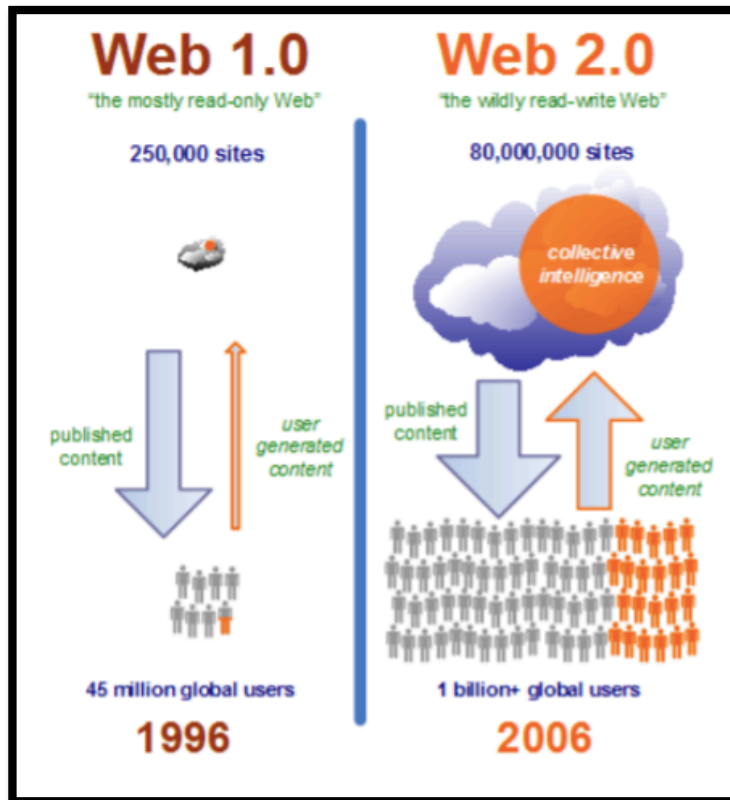 Web 1.0
"the mostly read-only Web"
250,000 sites
published
content
user
generated
content
45 million global users
1996
Web 2.0
"the wildly read-write Web"
80,000,000 sites
collective
intelligence
published
content
user
generated
content
1 billion+ global users
2006